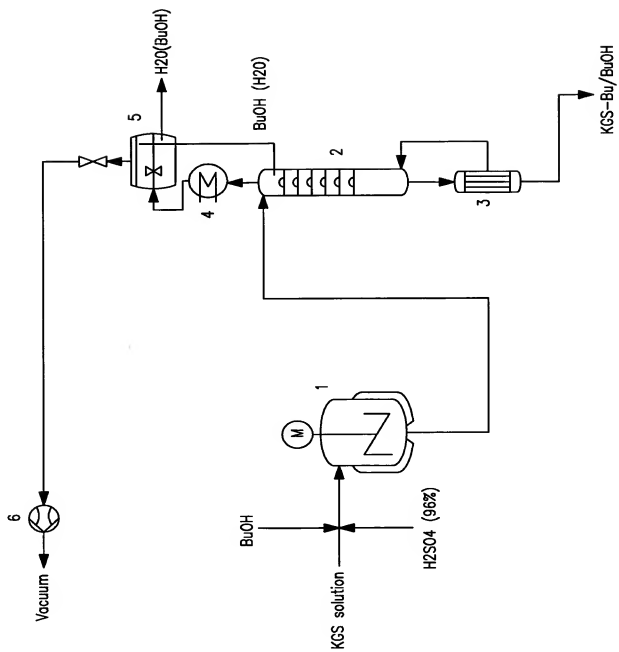 Vacuum
6
BuOH
KGS solution
H2SO4 (96%)
M
1
5
H2O(BuOH)
BuOH (H2O)
4
2
3
KGS-Bu/BuOH